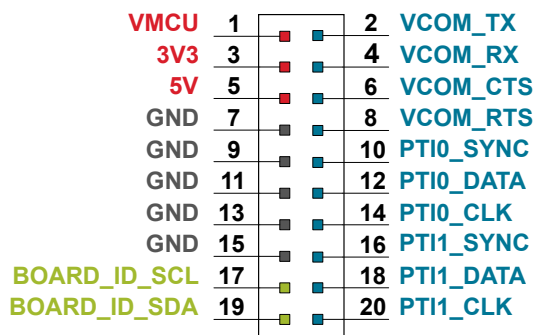 VMCU 1 2 VCOM_TX
3V3 3 4 VCOM_RX
5V 5 6 VCOM_CTS
GND 7 8 VCOM_RTS
GND 9 10 PTI0_SYNC
GND 11 12 PTI0_DATA
GND 13 14 PTI0_CLK
GND 15 16 PTI1_SYNC
BOARD_ID_SCL 17 18 PTI1_DATA
BOARD_ID_SDA 19 20 PTI1_CLK